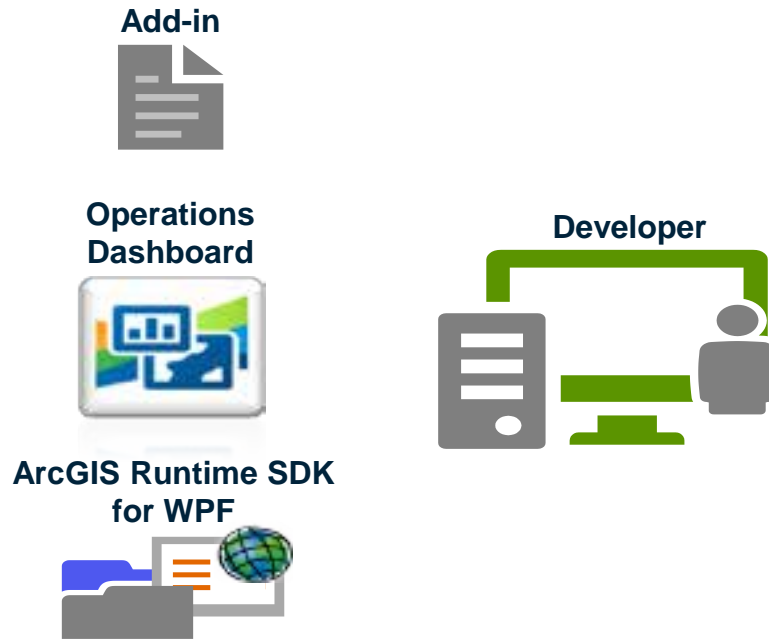 Add-in
Operations
Dashboard
Developer
ArcGIS Runtime SDK
for WPF